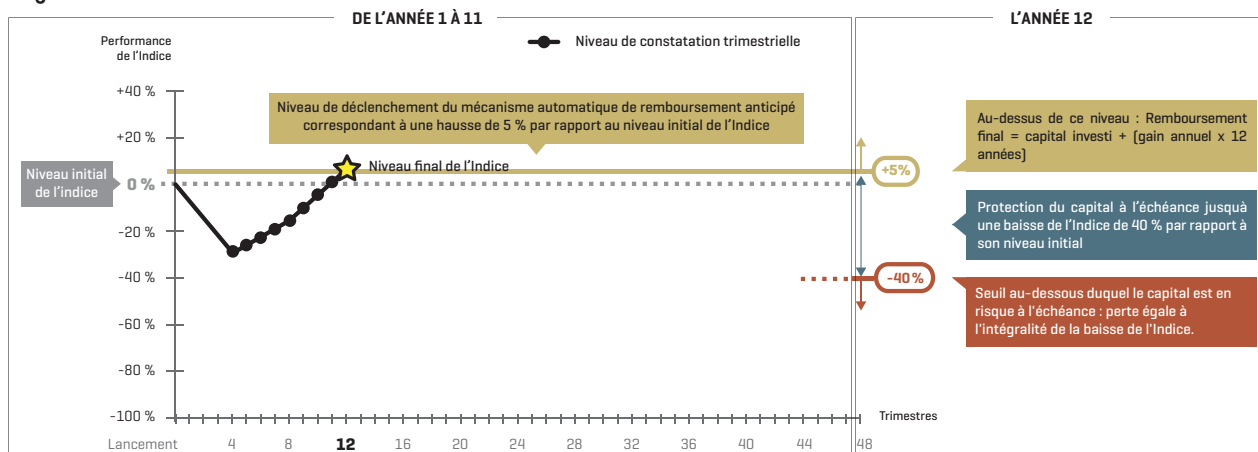 DE L'ANNÉE 1 À 11
L'ANNÉE 12
Performance
de l'Indice
Niveau de constatation trimestrielle
+40 %
+20 %
0 %
-20 %
-40 %
-60 %
-80 %
-100 %
Niveau initial
de l'indice
Niveau de déclenchement du mécanisme automatique de remboursement anticipé
correspondant à une hausse de 5 % par rapport au niveau initial de l'Indice
Niveau final de l'Indice
+5%
-40%
Au-dessus de ce niveau : Remboursement
final = capital investi + (gain annuel x 12
années)
Protection du capital à l'échéance jusquà
une baisse de l'Indice de 40 % par rapport à
son niveau initial
Seuil au-dessous duquel le capital est en
risque à l'échéance : perte égale à
l'intégralité de la baisse de l'Indice.
Trimestres
Lancement 4 8 12 16 20 24 28 32 36 40 44 48